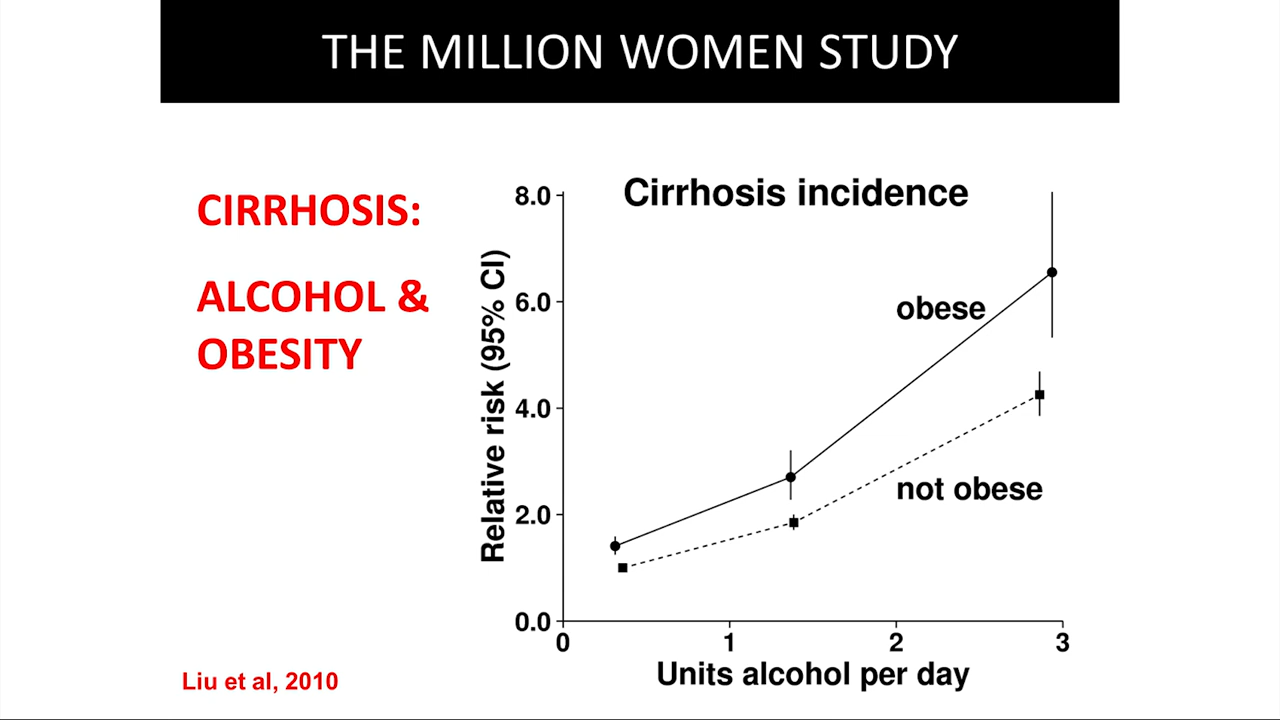 THE MILLION WOMEN STUDY
CIRRHOSIS:
ALCOHOL &
OBESITY
Cirrhosis incidence
Relative risk (95% CI)
8.0
6.0
4.0
2.0
0.0
obese
not obese
0
1
2
3
Units alcohol per day
Liu et al, 2010